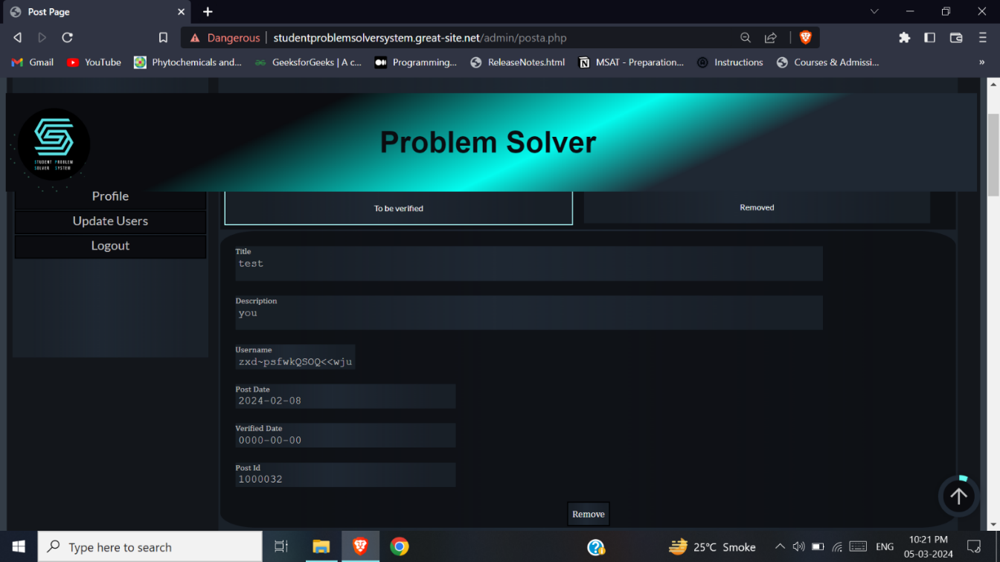 Post Page
Dangerous
studentproblemsolversystem.great-site.net/admin/posta.php
Gmail
YouTube
Phytochemicals and...
GeeksforGeeks | A c...
Programming...
ReleaseNotes.html
MSAT - Preparation...
Instructions
Courses & Admissi...
»
STUDENT PROBLEM
SOLVER SYSTEM
Problem Solver
Profile
Update Users
Logout
To be verified
Removed
Title
test
Description
you
Username
zxd~psfwkQSOQ<<wju
Post Date
2024-02-08
Verified Date
0000-00-00
Post Id
1000032
Remove
Type here to search
25°C Smoke
ENG
10:21 PM
05-03-2024